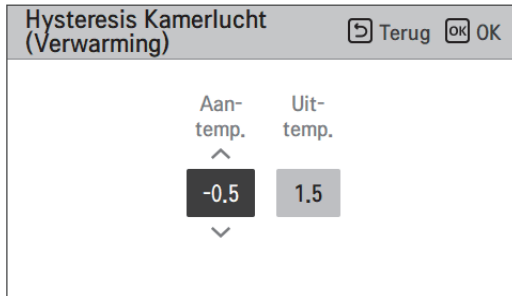 Hysteresis Kamerlucht
(Verwarming)
Terug OK OK
Aan-
temp.
Uit-
temp.
-0.5
1.5